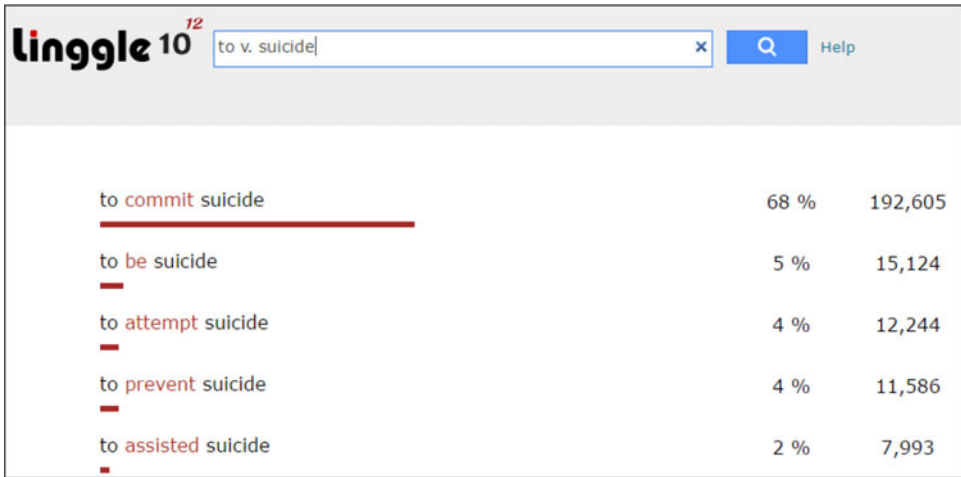 Linggle 10 12 to v. suicide × Help
to commit suicide 68 % 192,605
to be suicide 5 % 15,124
to attempt suicide 4 % 12,244
to prevent suicide 4 % 11,586
to assisted suicide 2 % 7,993